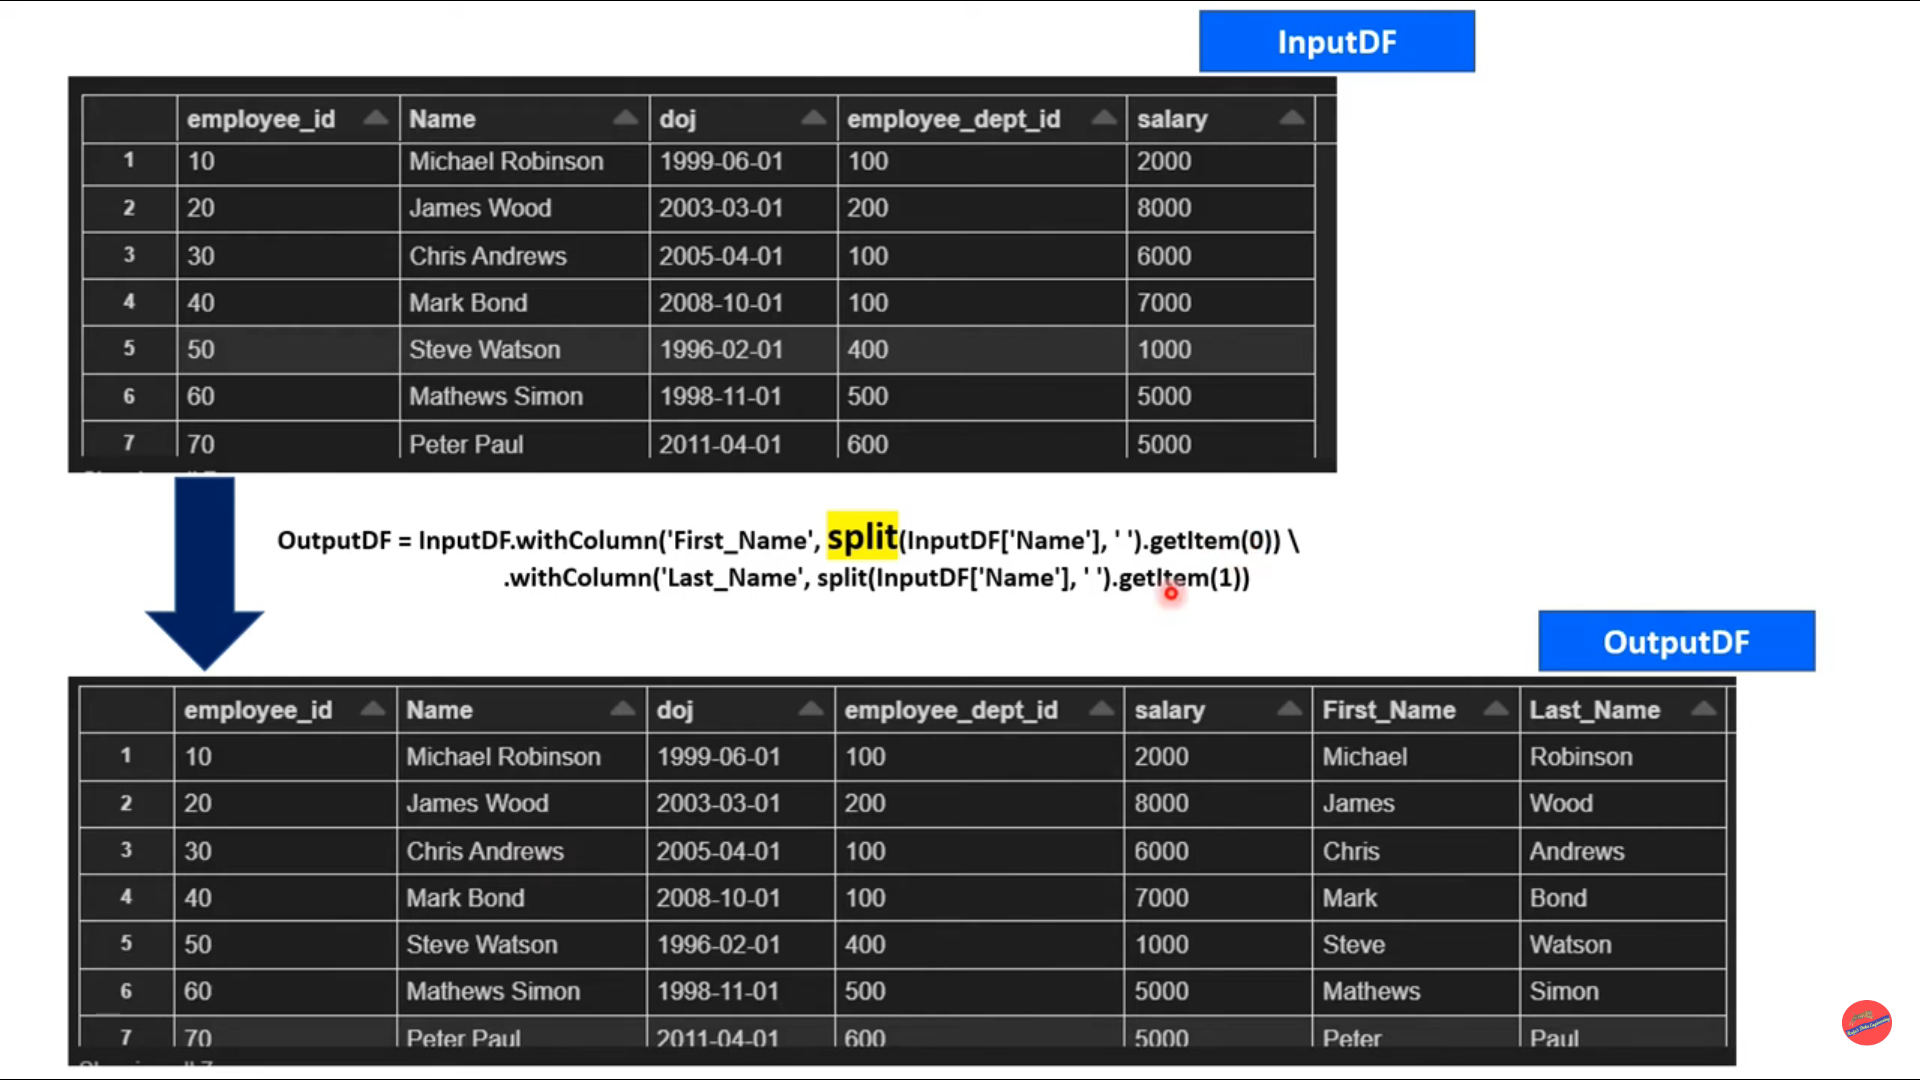 InputDF
employee_id Name doj employee_dept_id salary
1 10 Michael Robinson 1999-06-01 100 2000
2 20 James Wood 2003-03-01 200 8000
3 30 Chris Andrews 2005-04-01 100 6000
4 40 Mark Bond 2008-10-01 100 7000
5 50 Steve Watson 1996-02-01 400 1000
6 60 Mathews Simon 1998-11-01 500 5000
7 70 Peter Paul 2011-04-01 600 5000
OutputDF = InputDF.withColumn('First_Name', split(InputDF['Name'], ' ').getItem(0)) \
.withColumn('Last_Name', split(InputDF['Name'], ' ').getItem(1))
OutputDF
employee_id Name doj employee_dept_id salary First_Name Last_Name
1 10 Michael Robinson 1999-06-01 100 2000 Michael Robinson
2 20 James Wood 2003-03-01 200 8000 James Wood
3 30 Chris Andrews 2005-04-01 100 6000 Chris Andrews
4 40 Mark Bond 2008-10-01 100 7000 Mark Bond
5 50 Steve Watson 1996-02-01 400 1000 Steve Watson
6 60 Mathews Simon 1998-11-01 500 5000 Mathews Simon
7 70 Peter Paul 2011-04-01 600 5000 Peter Paul